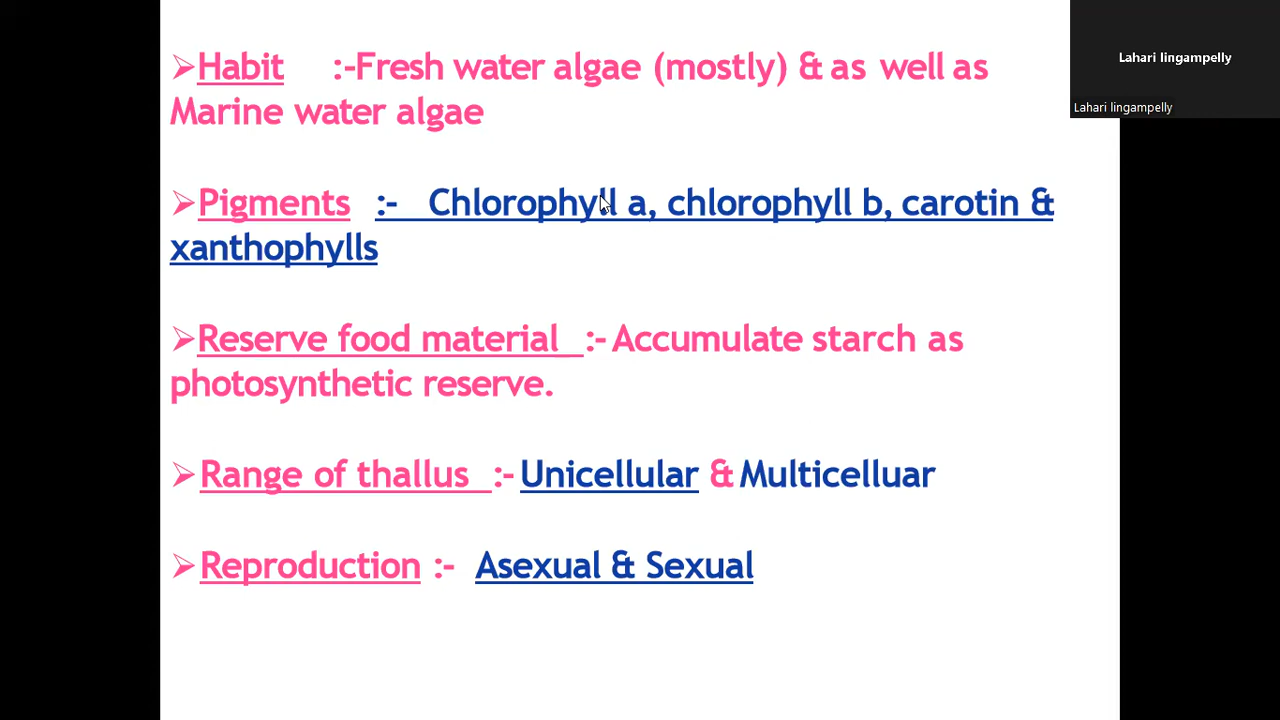 ➢Habit :-Fresh water algae (mostly) & as well as
Marine water algae
➢Pigments :- Chlorophyll a, chlorophyll b, carotin &
xanthophylls
➢Reserve food material :-Accumulate starch as
photosynthetic reserve.
➢Range of thallus :-Unicellular & Multicelluar
➢Reproduction :- Asexual & Sexual
Lahari lingampelly
Lahari lingampelly